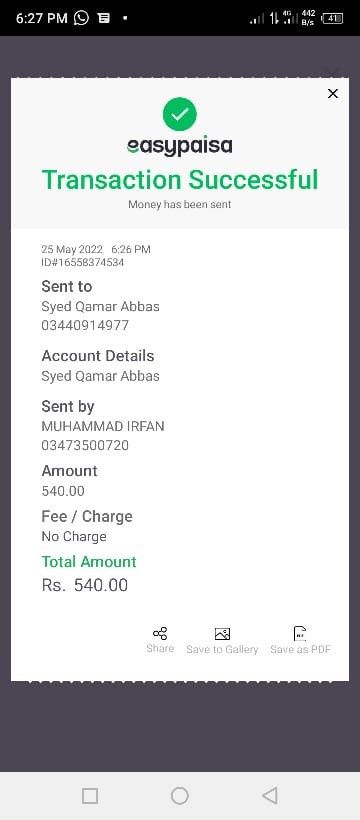 6:27 PM
4G 442 B/s 41
easypaisa
Transaction Successful
Money has been sent
25 May 2022 6:26 PM
ID#16558374534
Sent to
Syed Qamar Abbas
03440914977
Account Details
Syed Qamar Abbas
Sent by
MUHAMMAD IRFAN
03473500720
Amount
540.00
Fee / Charge
No Charge
Total Amount
Rs. 540.00
Share Save to Gallery Save as PDF